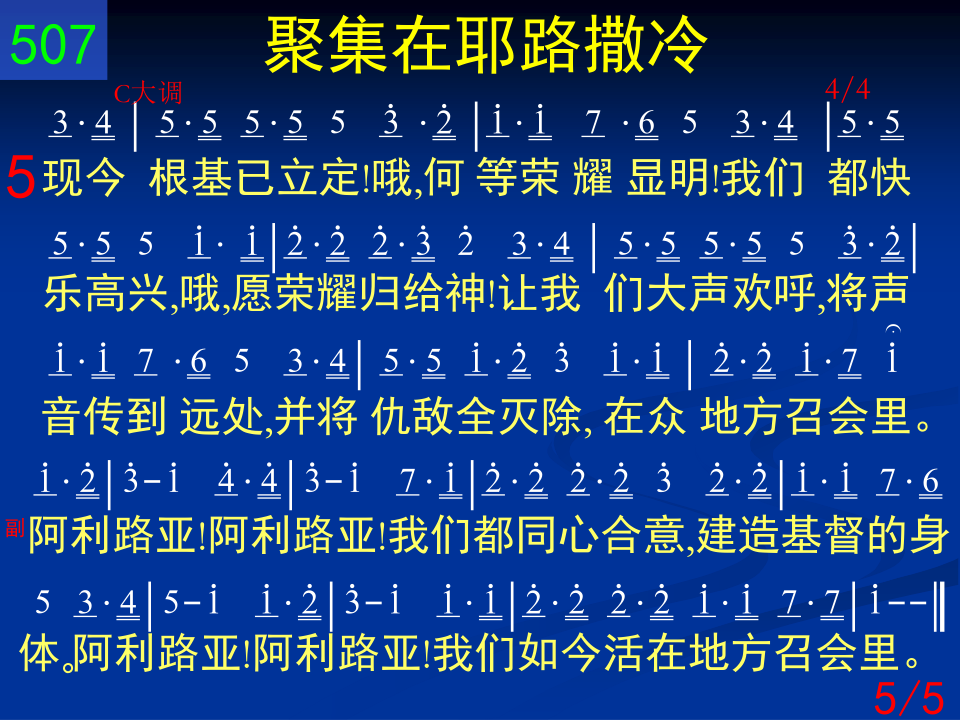 507 聚集在耶路撒冷
C大调 4/4
3·4 | 5·5 5·5 5 3̇·2̇ | 1̇·1̇ 7·6 5 3·4 | 5·5
5 现今 根基已立定!哦,何 等荣 耀 显明!我们 都快
5·5 5 1̇·1̇ | 2̇·2̇ 2̇·3̇ 2̇ 3·4 | 5·5 5·5 5 3̇·2̇ |
乐高兴,哦,愿荣耀归给神!让我 们大声欢呼,将声
1̇·1̇ 7·6 5 3·4 | 5·5 1̇·2̇ 3̇ 1̇·1̇ | 2̇·2̇ 1̇·7 1̇
音传到 远处,并将 仇敌全灭除, 在众 地方召会里。
1̇·2̇ | 3̇–1̇ 4̇·4̇ | 3̇–1̇ 7·1̇ | 2̇·2̇ 2̇·2̇ 3̇ 2̇·2̇ | 1̇·1̇ 7·6
副 阿利路亚!阿利路亚!我们都同心合意,建造基督的身
5 3·4 | 5–1̇ 1̇·2̇ | 3̇–1̇ 1̇·1̇ | 2̇·2̇ 2̇·2̇ 1̇·1̇ 7·7 | 1̇–– ‖
体。阿利路亚!阿利路亚!我们如今活在地方召会里。
5/5